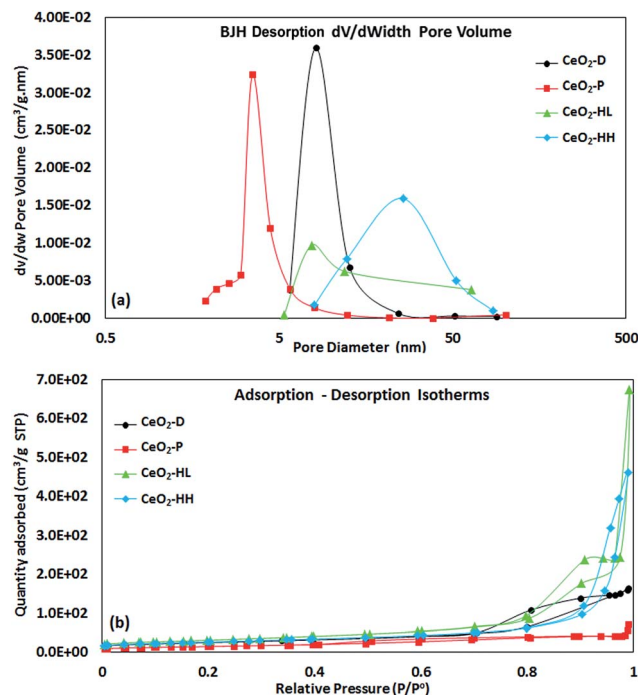 BJH Desorption dV/dWidth Pore Volume
4.00E-02
3.50E-02
3.00E-02
2.50E-02
2.00E-02
1.50E-02
1.00E-02
5.00E-03
0.00E+00
dv/dw Pore Volume (cm³/g.nm)
CeO₂-D
CeO₂-P
CeO₂-HL
CeO₂-HH
(a)
0.5 5 50 500
Pore Diameter (nm)
Adsorption - Desorption Isotherms
7.0E+02
6.0E+02
5.0E+02
4.0E+02
3.0E+02
2.0E+02
1.0E+02
0.0E+00
Quantity adsorbed (cm³/g STP)
CeO₂-D
CeO₂-P
CeO₂-HL
CeO₂-HH
(b)
0 0.2 0.4 0.6 0.8 1
Relative Pressure (P/P⁰)